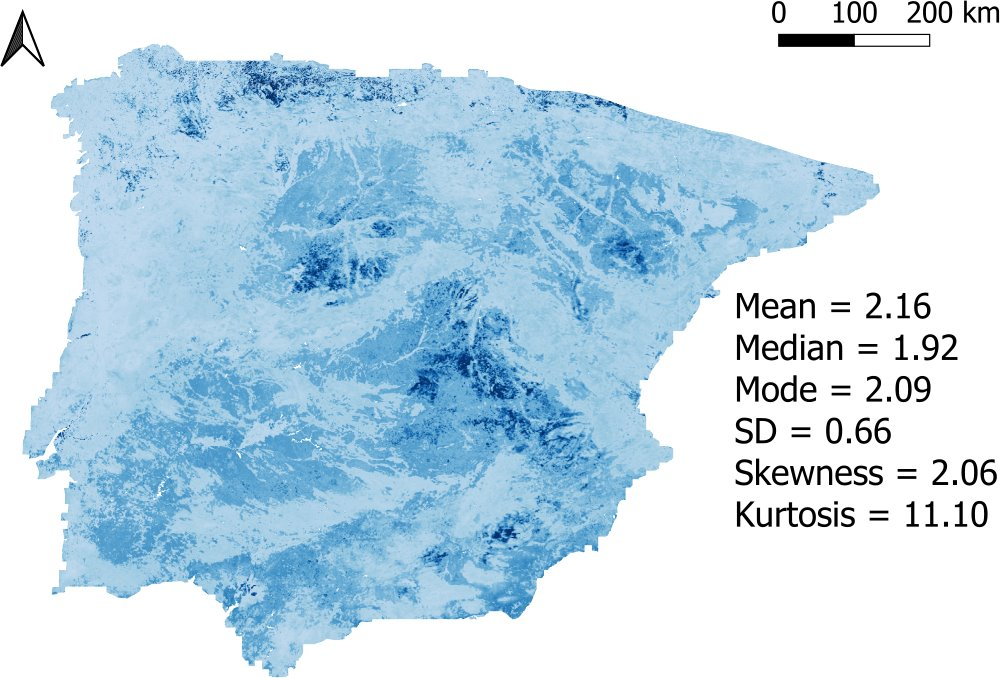 0 100 200 km
Mean = 2.16
Median = 1.92
Mode = 2.09
SD = 0.66
Skewness = 2.06
Kurtosis = 11.10